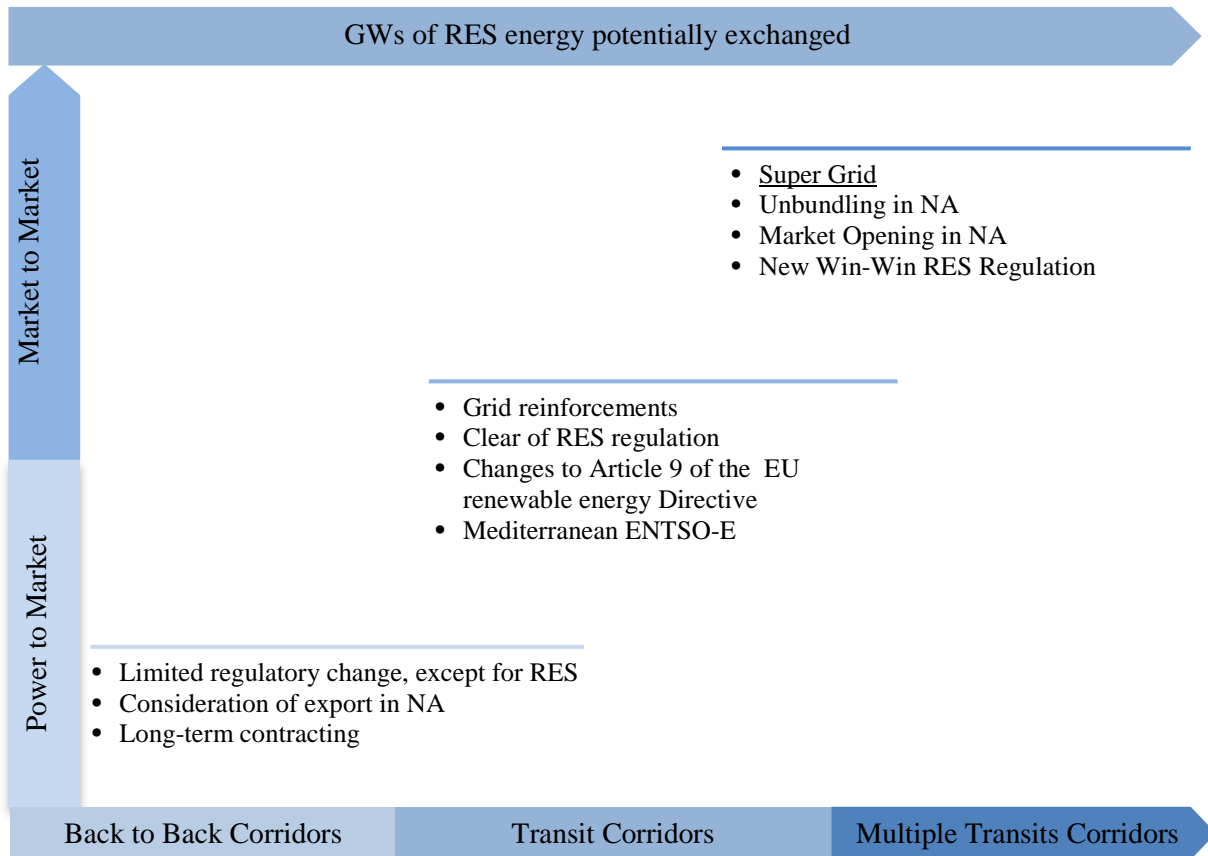 GWs of RES energy potentially exchanged
Market to Market
• Super Grid
• Unbundling in NA
• Market Opening in NA
• New Win-Win RES Regulation
• Grid reinforcements
• Clear of RES regulation
• Changes to Article 9 of the EU
renewable energy Directive
• Mediterranean ENTSO-E
Power to Market
• Limited regulatory change, except for RES
• Consideration of export in NA
• Long-term contracting
Back to Back Corridors
Transit Corridors
Multiple Transits Corridors